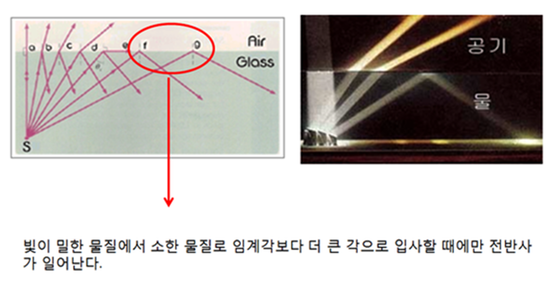 a b c d e f g Air
Glass
S
공기
물
빛이 밀한 물질에서 소한 물질로 임계각보다 더 큰 각으로 입사할 때에만 전반사
가 일어난다.